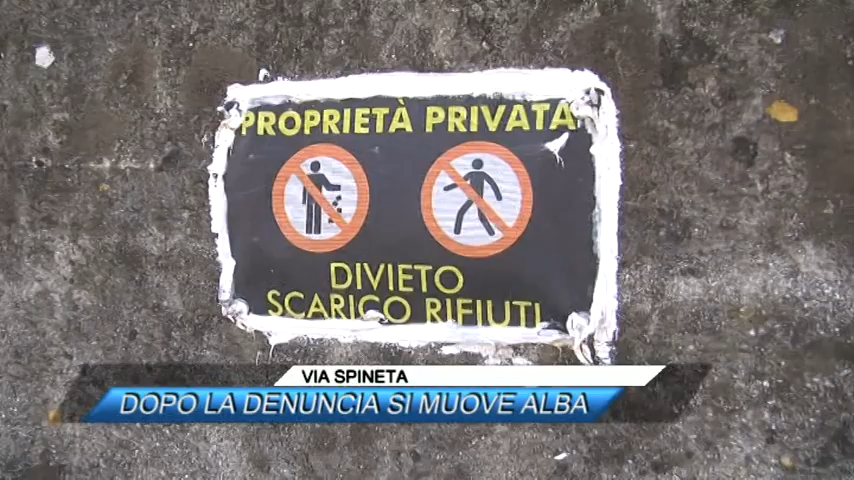 PROPRIETÀ PRIVATA
DIVIETO
SCARICO RIFIUTI
VIA SPINETA
DOPO LA DENUNCIA SI MUOVE ALBA